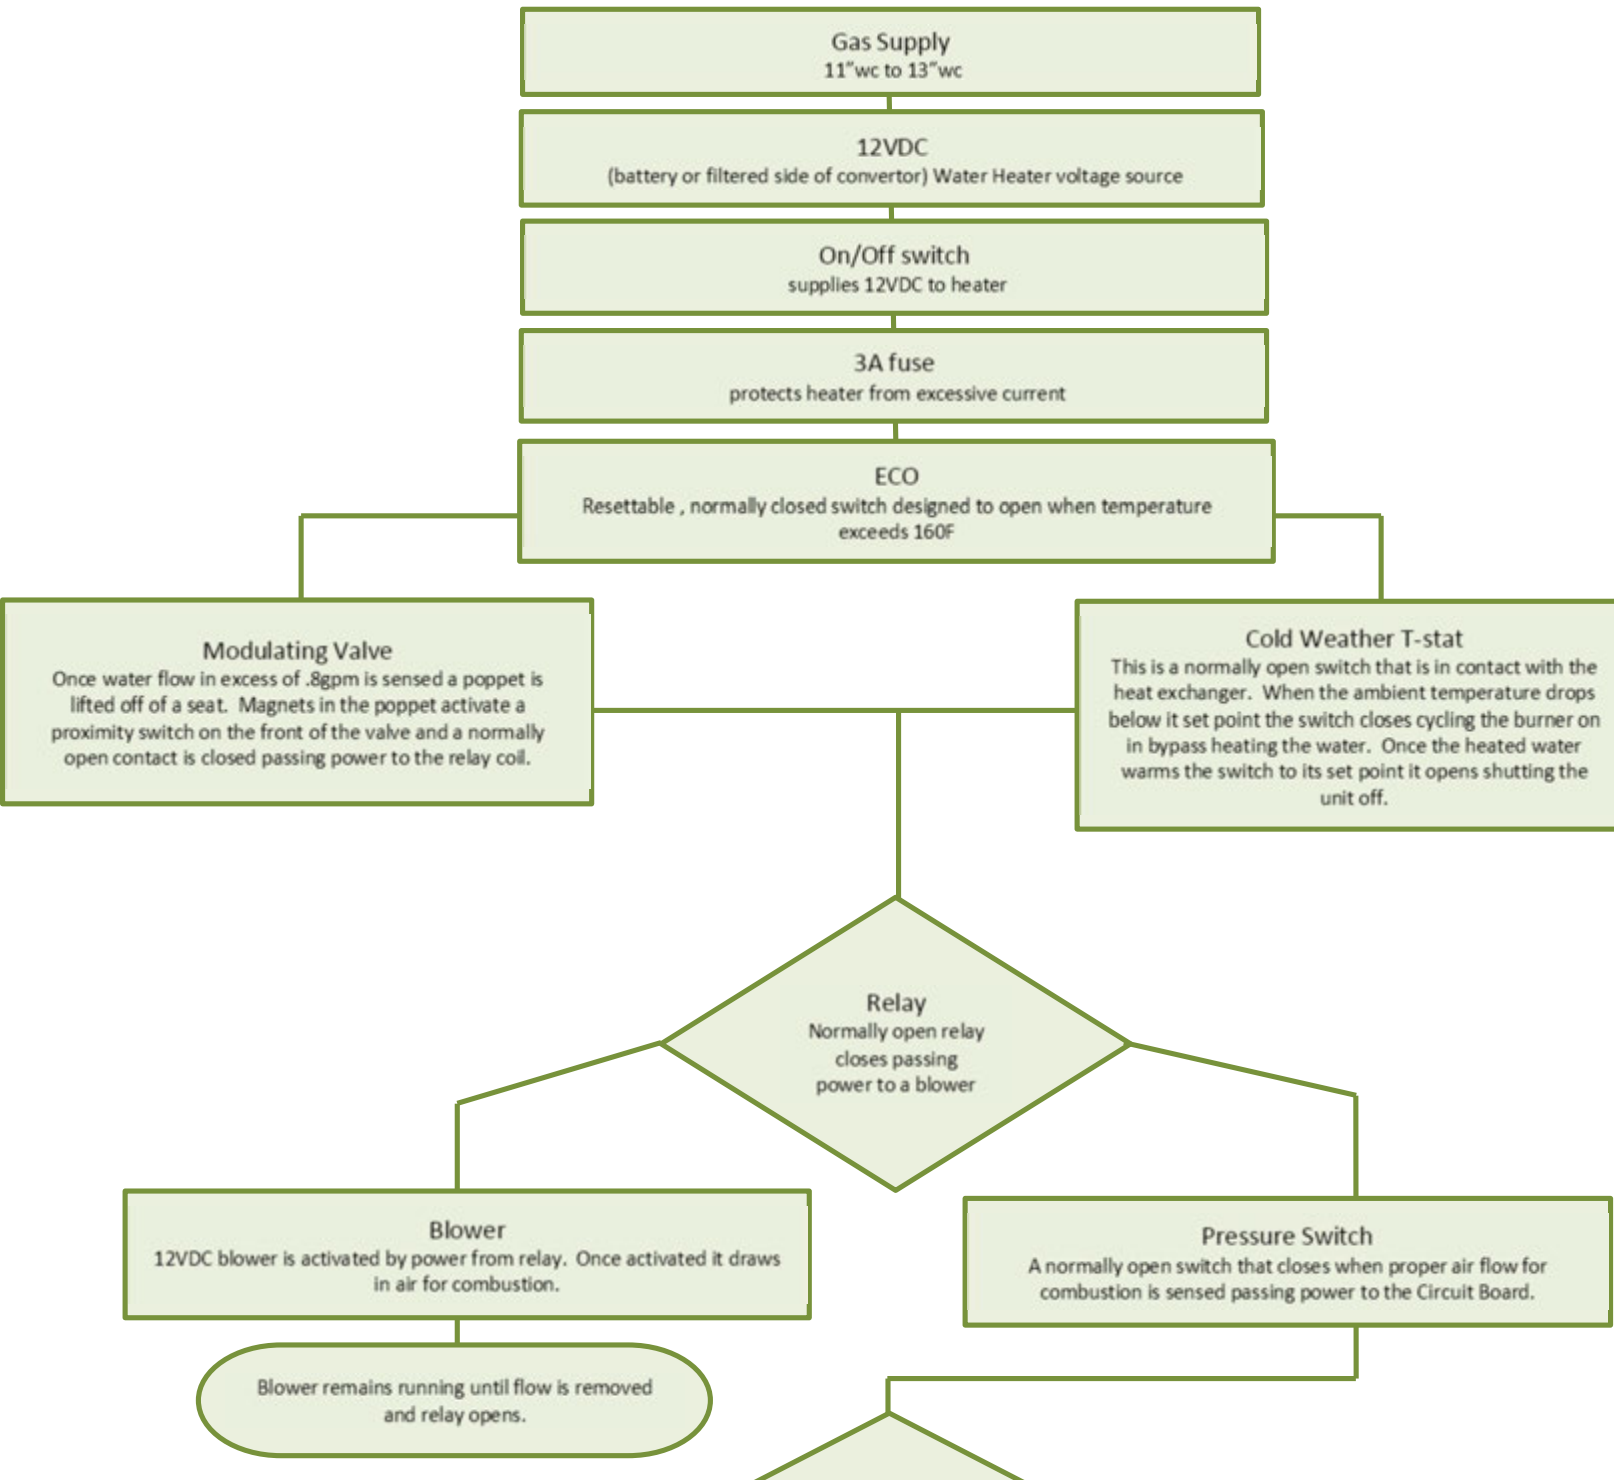 Gas Supply
11"wc to 13"wc
12VDC
(battery or filtered side of convertor) Water Heater voltage source
On/Off switch
supplies 12VDC to heater
3A fuse
protects heater from excessive current
ECO
Resettable , normally closed switch designed to open when temperature
exceeds 160F
Modulating Valve
Once water flow in excess of .8gpm is sensed a poppet is
lifted off of a seat. Magnets in the poppet activate a
proximity switch on the front of the valve and a normally
open contact is closed passing power to the relay coil.
Cold Weather T-stat
This is a normally open switch that is in contact with the
heat exchanger. When the ambient temperature drops
below it set point the switch closes cycling the burner on
in bypass heating the water. Once the heated water
warms the switch to its set point it opens shutting the
unit off.
Relay
Normally open relay
closes passing
power to a blower
Blower
12VDC blower is activated by power from relay. Once activated it draws
in air for combustion.
Pressure Switch
A normally open switch that closes when proper air flow for
combustion is sensed passing power to the Circuit Board.
Blower remains running until flow is removed
and relay opens.